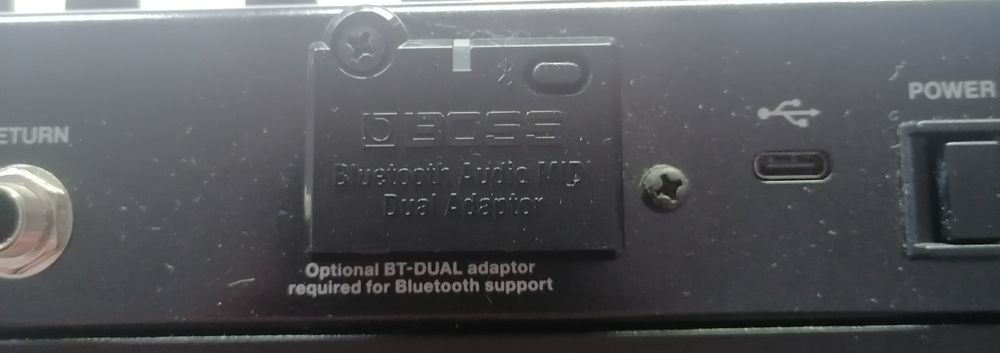 ETURN
BOSS
Bluetooth Audio MIDI
Dual Adaptor
Optional BT-DUAL adaptor
required for Bluetooth support
POWER